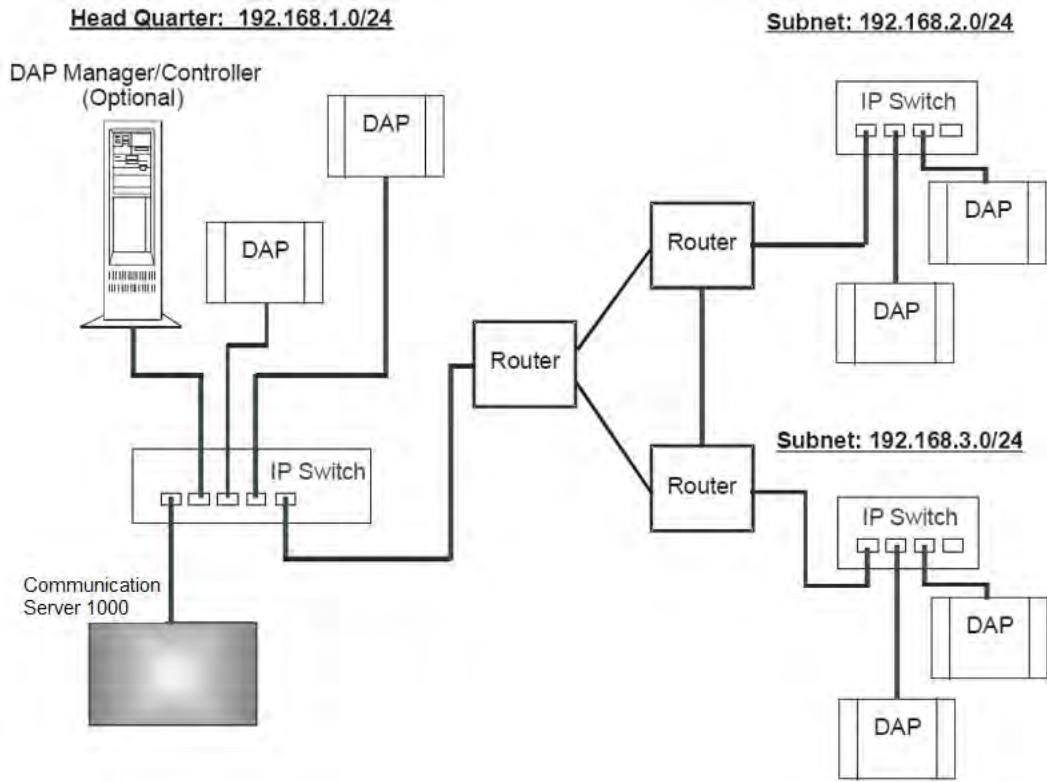 Head Quarter: 192.168.1.0/24
DAP Manager/Controller
(Optional)
DAP
DAP
IP Switch
Communication
Server 1000
Router
Router
Router
Subnet: 192.168.2.0/24
IP Switch
DAP
DAP
Subnet: 192.168.3.0/24
IP Switch
DAP
DAP